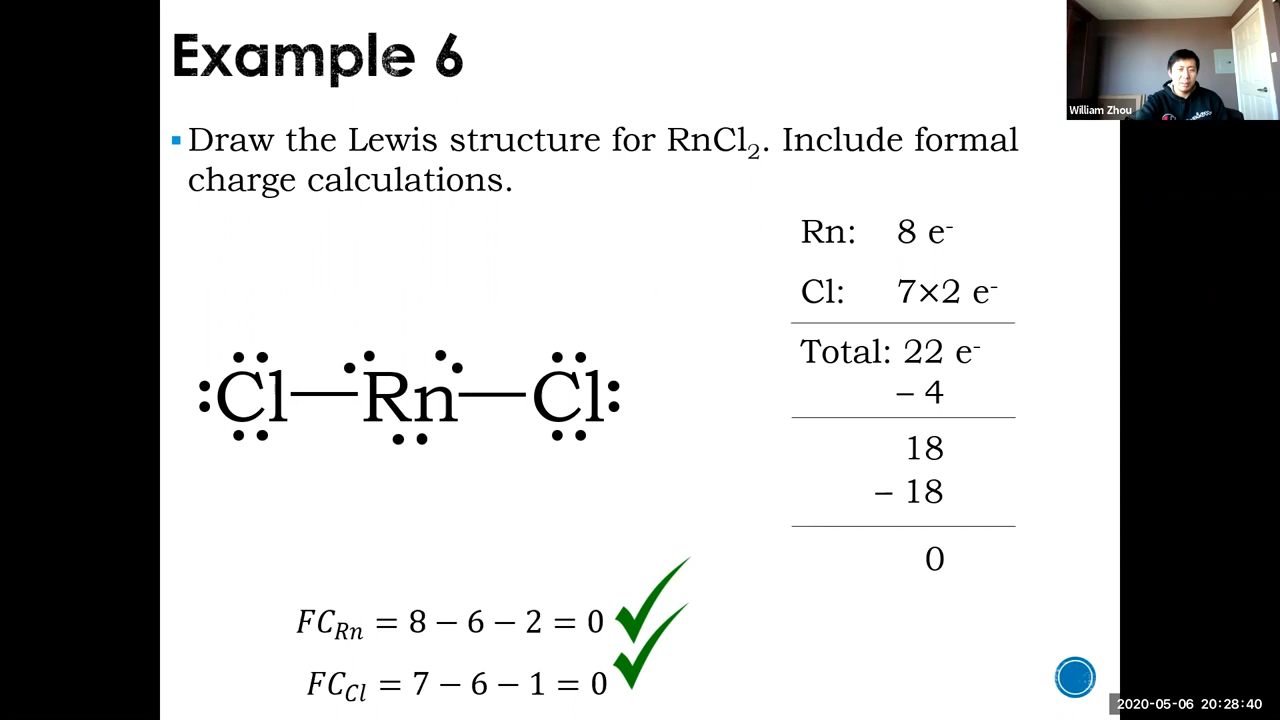 Example 6
William Zhou
Draw the Lewis structure for RnCl₂. Include formal
charge calculations.
Rn: 8 e⁻
Cl: 7×2 e⁻
Total: 22 e⁻
– 4
18
– 18
0
Cl—Rn—Cl
FC_Rn = 8 − 6 − 2 = 0
FC_Cl = 7 − 6 − 1 = 0
2020-05-06 20:28:40